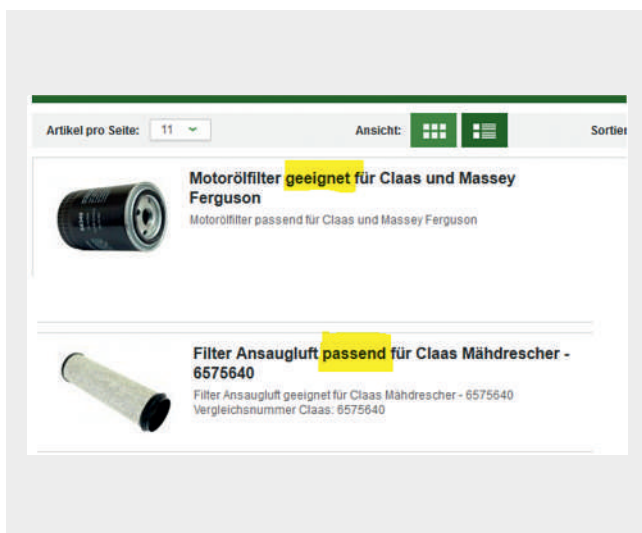 Artikel pro Seite: 11 Ansicht: Sortier
Motorölfilter geeignet für Claas und Massey
Ferguson
Motorölfilter passend für Claas und Massey Ferguson
Filter Ansaugluft passend für Claas Mähdrescher -
6575640
Filter Ansaugluft geeignet für Claas Mähdrescher - 6575640
Vergleichsnummer Claas: 6575640